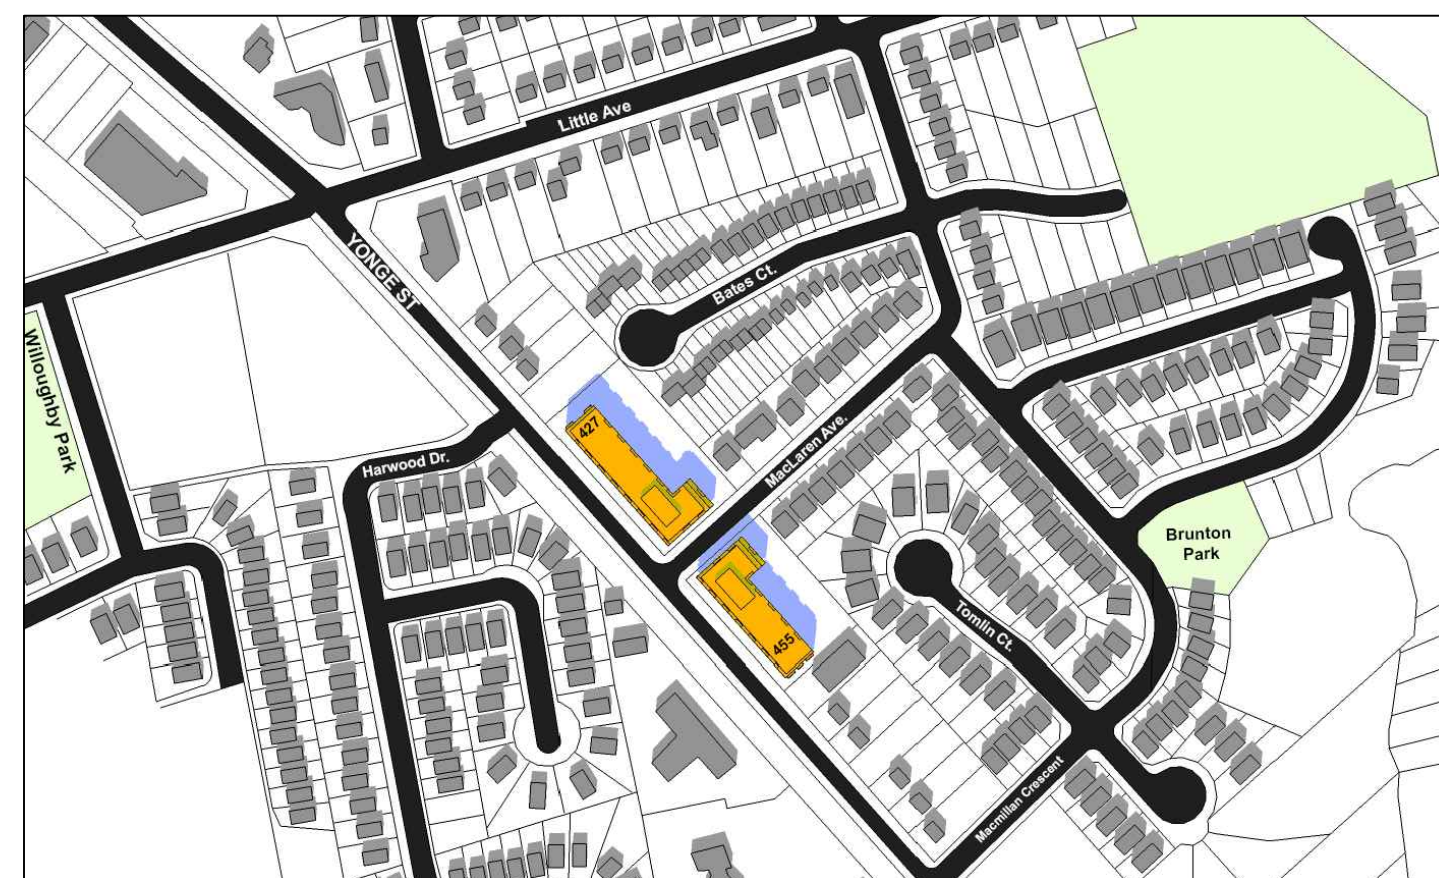 Little Ave
YONGE ST
Bates Ct.
Willoughby Park
427
MacLaren Ave.
Harwood Dr.
Brunton
Park
455
Tomlin Ct.
Macmillan Crescent